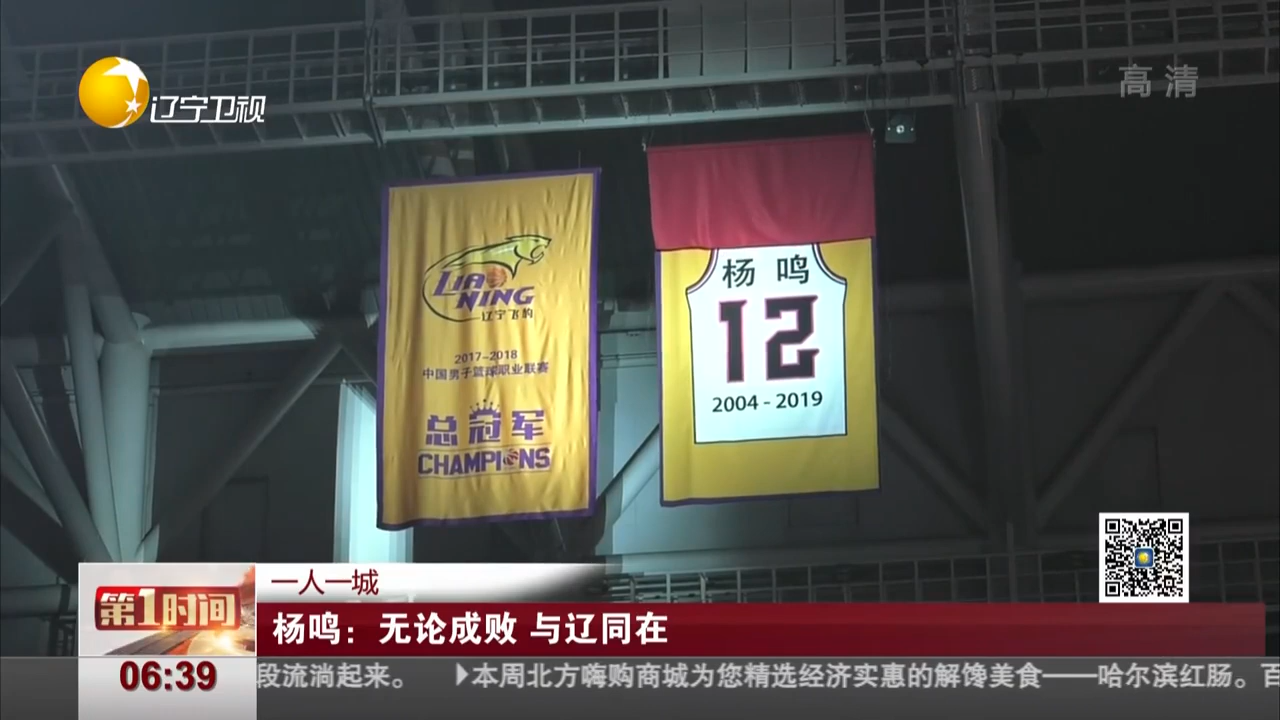 辽宁卫视
高清
LIAONING
辽宁飞豹
2017-2018
中国男子篮球职业联赛
总冠军
CHAMPIONS
杨鸣
12
2004-2019
一人一城
第1时间
杨鸣：无论成败 与辽同在
06:39
段流淌起来。 ▶本周北方嗨购商城为您精选经济实惠的解馋美食——哈尔滨红肠。百